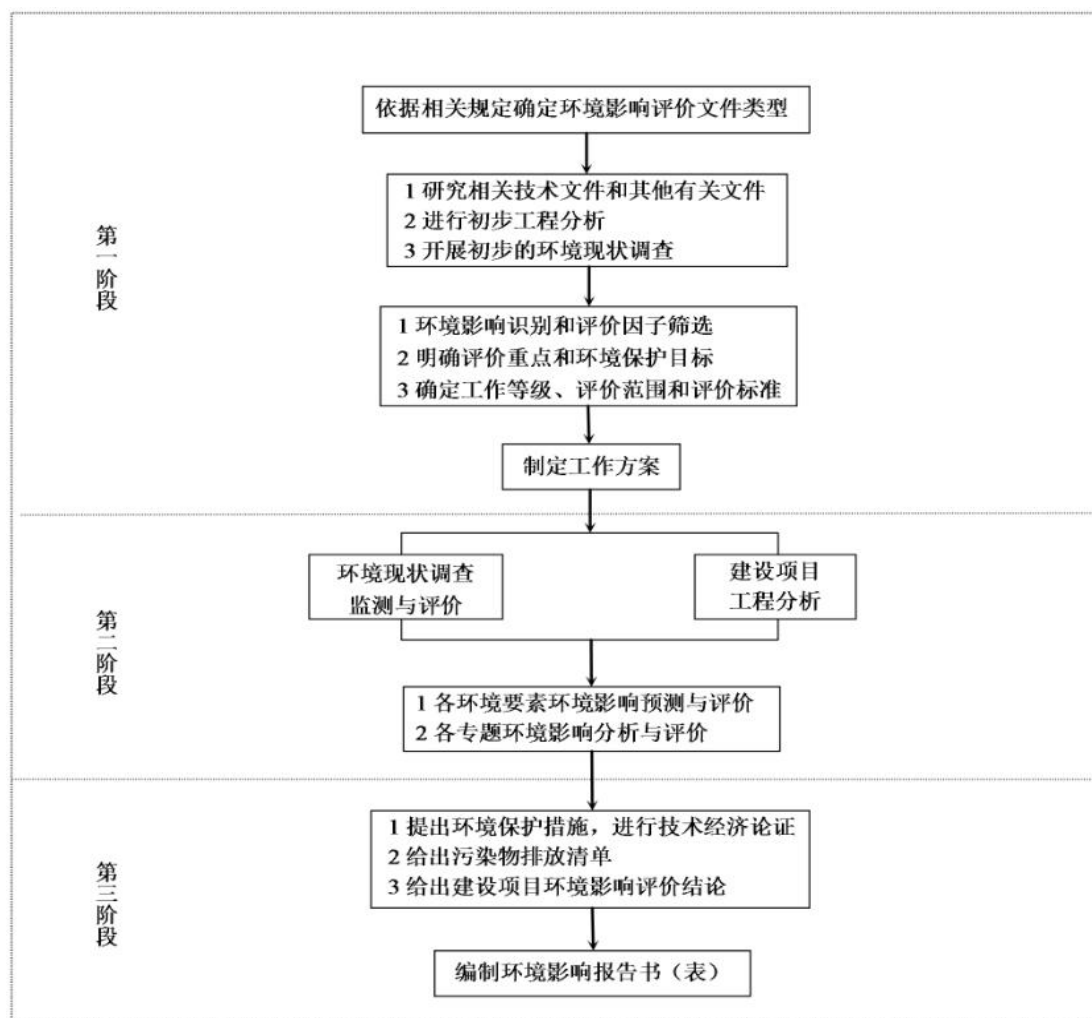 依据相关规定确定环境影响评价文件类型
1 研究相关技术文件和其他有关文件
2 进行初步工程分析
3 开展初步的环境现状调查
第一阶段
1 环境影响识别和评价因子筛选
2 明确评价重点和环境保护目标
3 确定工作等级、评价范围和评价标准
制定工作方案
环境现状调查
监测与评价
建设项目
工程分析
第二阶段
1 各环境要素环境影响预测与评价
2 各专题环境影响分析与评价
1 提出环境保护措施，进行技术经济论证
2 给出污染物排放清单
3 给出建设项目环境影响评价结论
第三阶段
编制环境影响报告书（表）